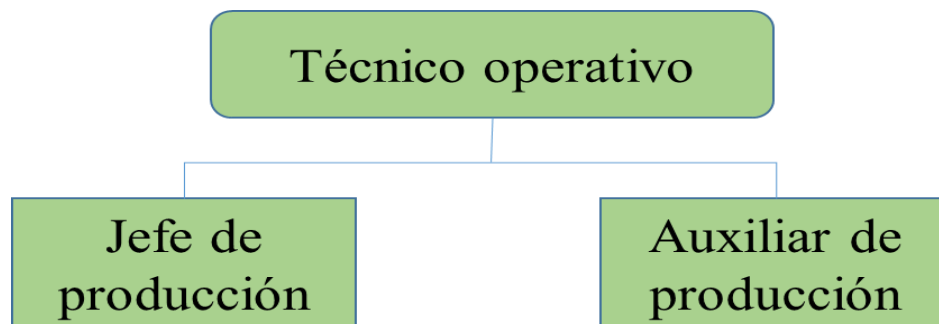 Técnico operativo
Jefe de
producción
Auxiliar de
producción